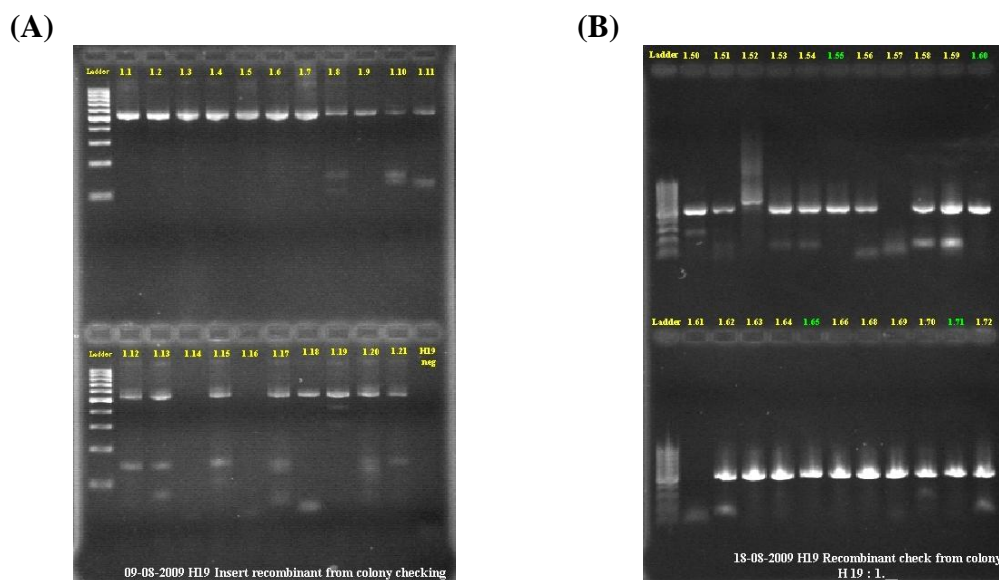 (A)
Ladder 1.1 1.2 1.3 1.4 1.5 1.6 1.7 1.8 1.9 1.10 1.11
Ladder 1.12 1.13 1.14 1.15 1.16 1.17 1.18 1.19 1.20 1.21 H19
neg
09-08-2009 H19 Insert recombinant from colony checking
(B)
Ladder 1.50 1.51 1.52 1.53 1.54 1.55 1.56 1.57 1.58 1.59 1.60
Ladder 1.61 1.62 1.63 1.64 1.65 1.66 1.68 1.69 1.70 1.71 1.72
18-08-2009 H19 Recombinant check from colony
H19 : 1.__